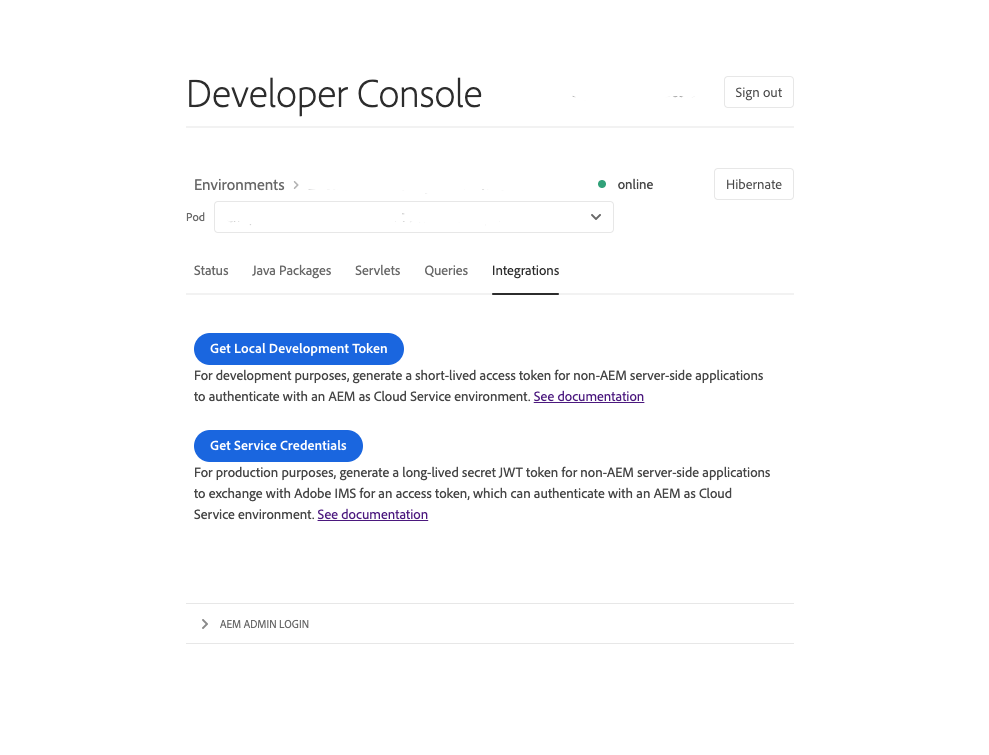 Developer Console
Sign out
Environments
online
Hibernate
Pod
Status
Java Packages
Servlets
Queries
Integrations
Get Local Development Token
For development purposes, generate a short-lived access token for non-AEM server-side applications
to authenticate with an AEM as Cloud Service environment. See documentation
Get Service Credentials
For production purposes, generate a long-lived secret JWT token for non-AEM server-side applications
to exchange with Adobe IMS for an access token, which can authenticate with an AEM as Cloud
Service environment. See documentation
AEM ADMIN LOGIN